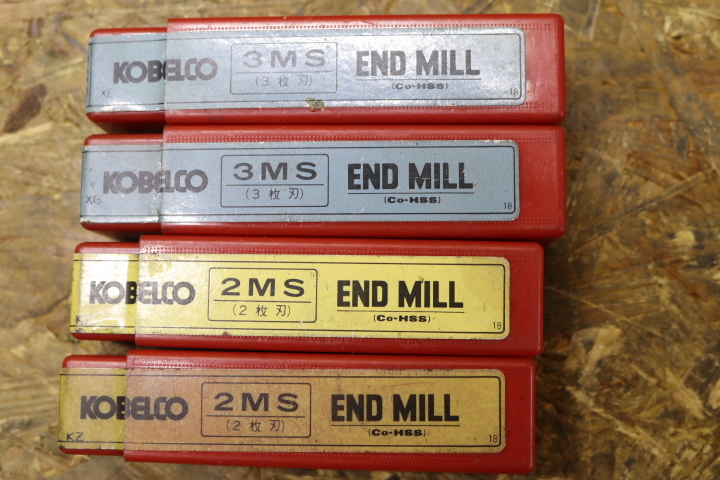 KOBELCO 3MS END MILL
(3枚刃) (Co-HSS)
18
KOBELCO 3MS END MILL
XG (3枚刃) (Co-HSS)
18
KOBELCO 2MS END MILL
(2枚刃) (Co-HSS)
18
KOBELCO 2MS END MILL
(2枚刃) (Co-HSS)
KZ 18